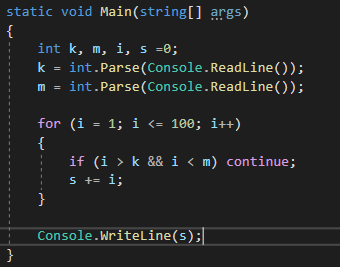 static void Main(string[] args)
{
    int k, m, i, s =0;
    k = int.Parse(Console.ReadLine());
    m = int.Parse(Console.ReadLine());

    for (i = 1; i <= 100; i++)
    {
        if (i > k && i < m) continue;
        s += i;
    }

    Console.WriteLine(s);
}